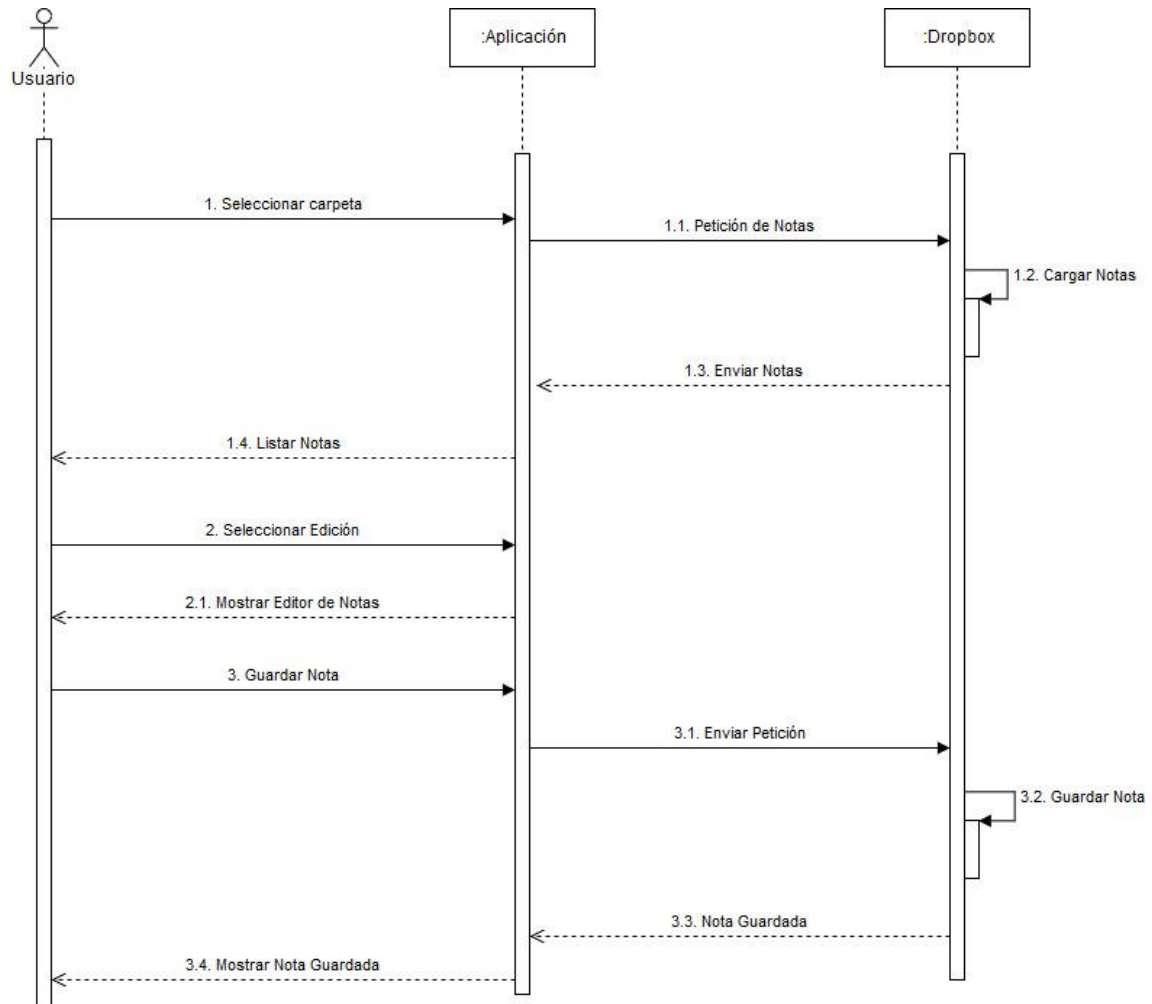 Usuario
:Aplicación
:Dropbox
1. Seleccionar carpeta
1.1. Petición de Notas
1.2. Cargar Notas
1.3. Enviar Notas
1.4. Listar Notas
2. Seleccionar Edición
2.1. Mostrar Editor de Notas
3. Guardar Nota
3.1. Enviar Petición
3.2. Guardar Nota
3.3. Nota Guardada
3.4. Mostrar Nota Guardada